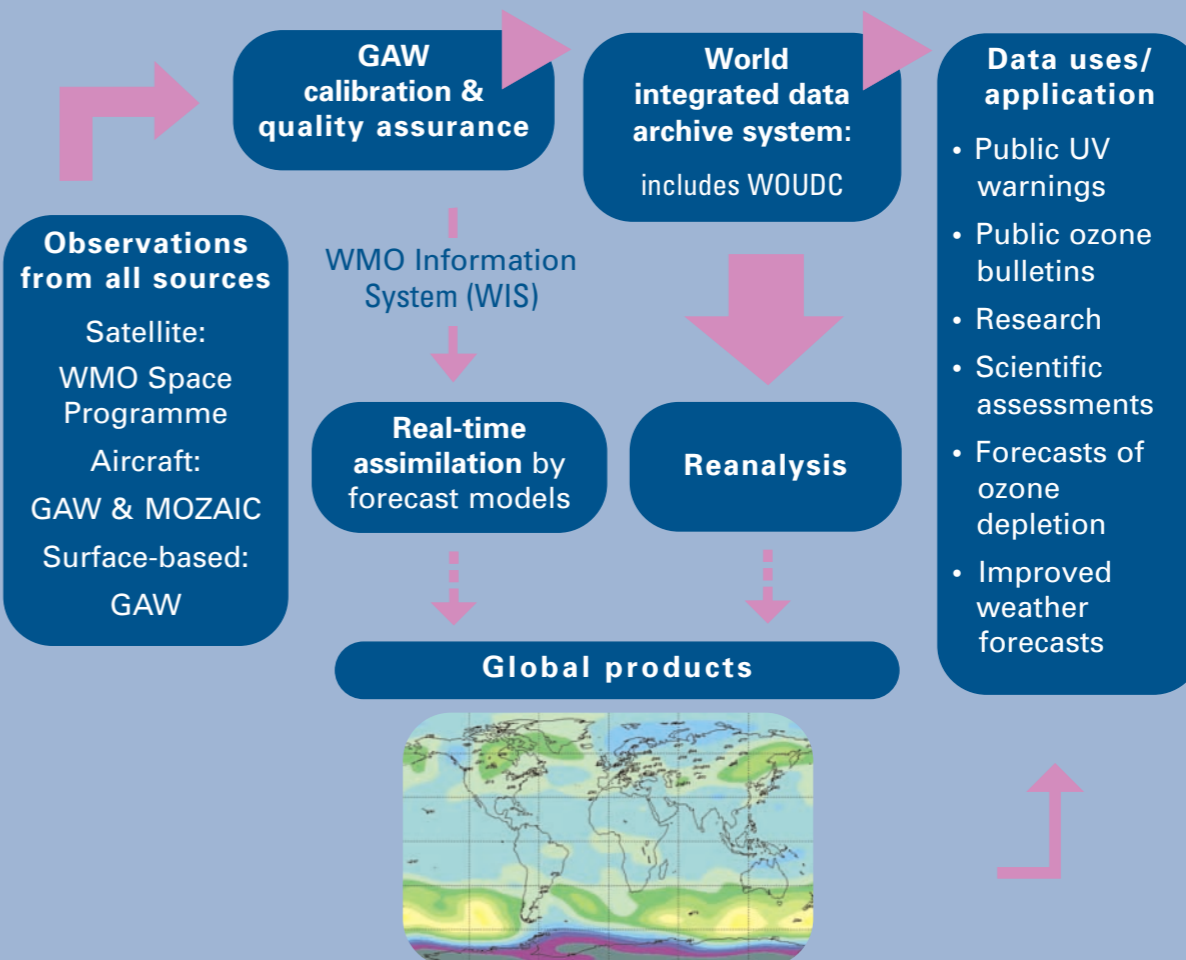 GAW
calibration &
quality assurance
World
integrated data
archive system:
includes WOUDC
Data uses/
application
• Public UV
warnings
• Public ozone
bulletins
• Research
• Scientific
assessments
• Forecasts of
ozone
depletion
• Improved
weather
forecasts
Observations
from all sources
Satellite:
WMO Space
Programme
Aircraft:
GAW & MOZAIC
Surface-based:
GAW
WMO Information
System (WIS)
Real-time
assimilation by
forecast models
Reanalysis
Global products